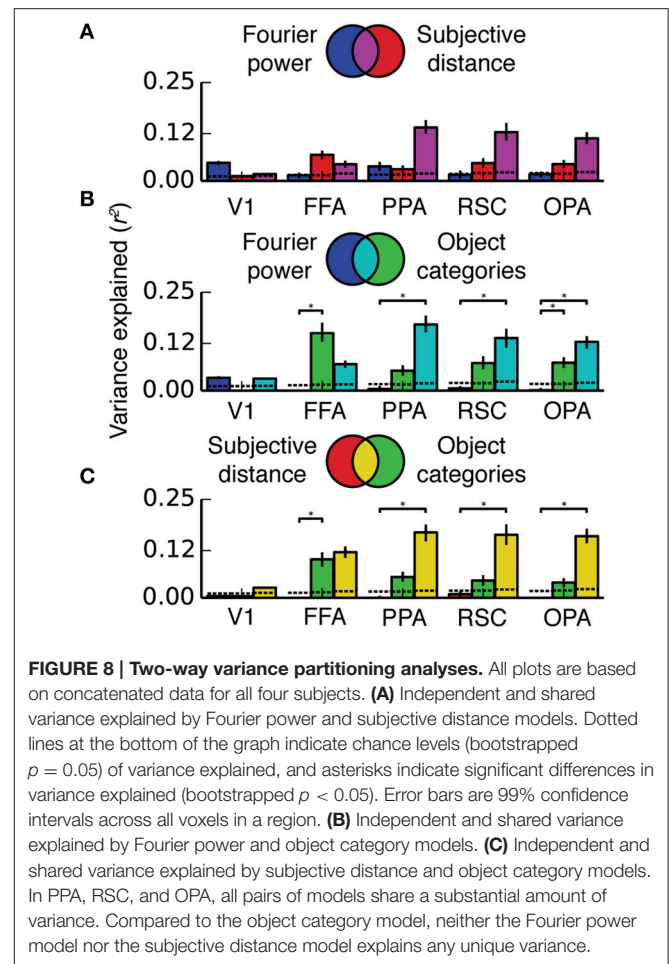 A
Fourier power
Subjective distance
0.25
0.12
0.00
V1 FFA PPA RSC OPA
B
Fourier power
Object categories
0.25
* * * * *
0.12
0.00
V1 FFA PPA RSC OPA
Variance explained (r²)
C
Subjective distance
Object categories
0.25
* * * *
0.12
0.00
V1 FFA PPA RSC OPA
FIGURE 8 | Two-way variance partitioning analyses. All plots are based
on concatenated data for all four subjects. (A) Independent and shared
variance explained by Fourier power and subjective distance models. Dotted
lines at the bottom of the graph indicate chance levels (bootstrapped
p = 0.05) of variance explained, and asterisks indicate significant differences in
variance explained (bootstrapped p < 0.05). Error bars are 99% confidence
intervals across all voxels in a region. (B) Independent and shared variance
explained by Fourier power and object category models. (C) Independent and
shared variance explained by subjective distance and object category models.
In PPA, RSC, and OPA, all pairs of models share a substantial amount of
variance. Compared to the object category model, neither the Fourier power
model nor the subjective distance model explains any unique variance.